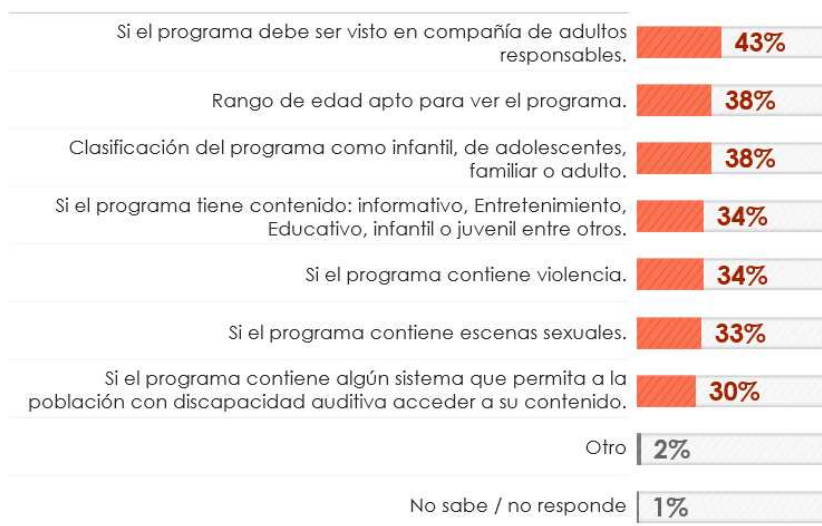 Si el programa debe ser visto en compañía de adultos
responsables.
43%
Rango de edad apto para ver el programa.
38%
Clasificación del programa como infantil, de adolescentes,
familiar o adulto.
38%
Si el programa tiene contenido: informativo, Entretenimiento,
Educativo, infantil o juvenil entre otros.
34%
Si el programa contiene violencia.
34%
Si el programa contiene escenas sexuales.
33%
Si el programa contiene algún sistema que permita a la
población con discapacidad auditiva acceder a su contenido.
30%
Otro
2%
No sabe / no responde
1%